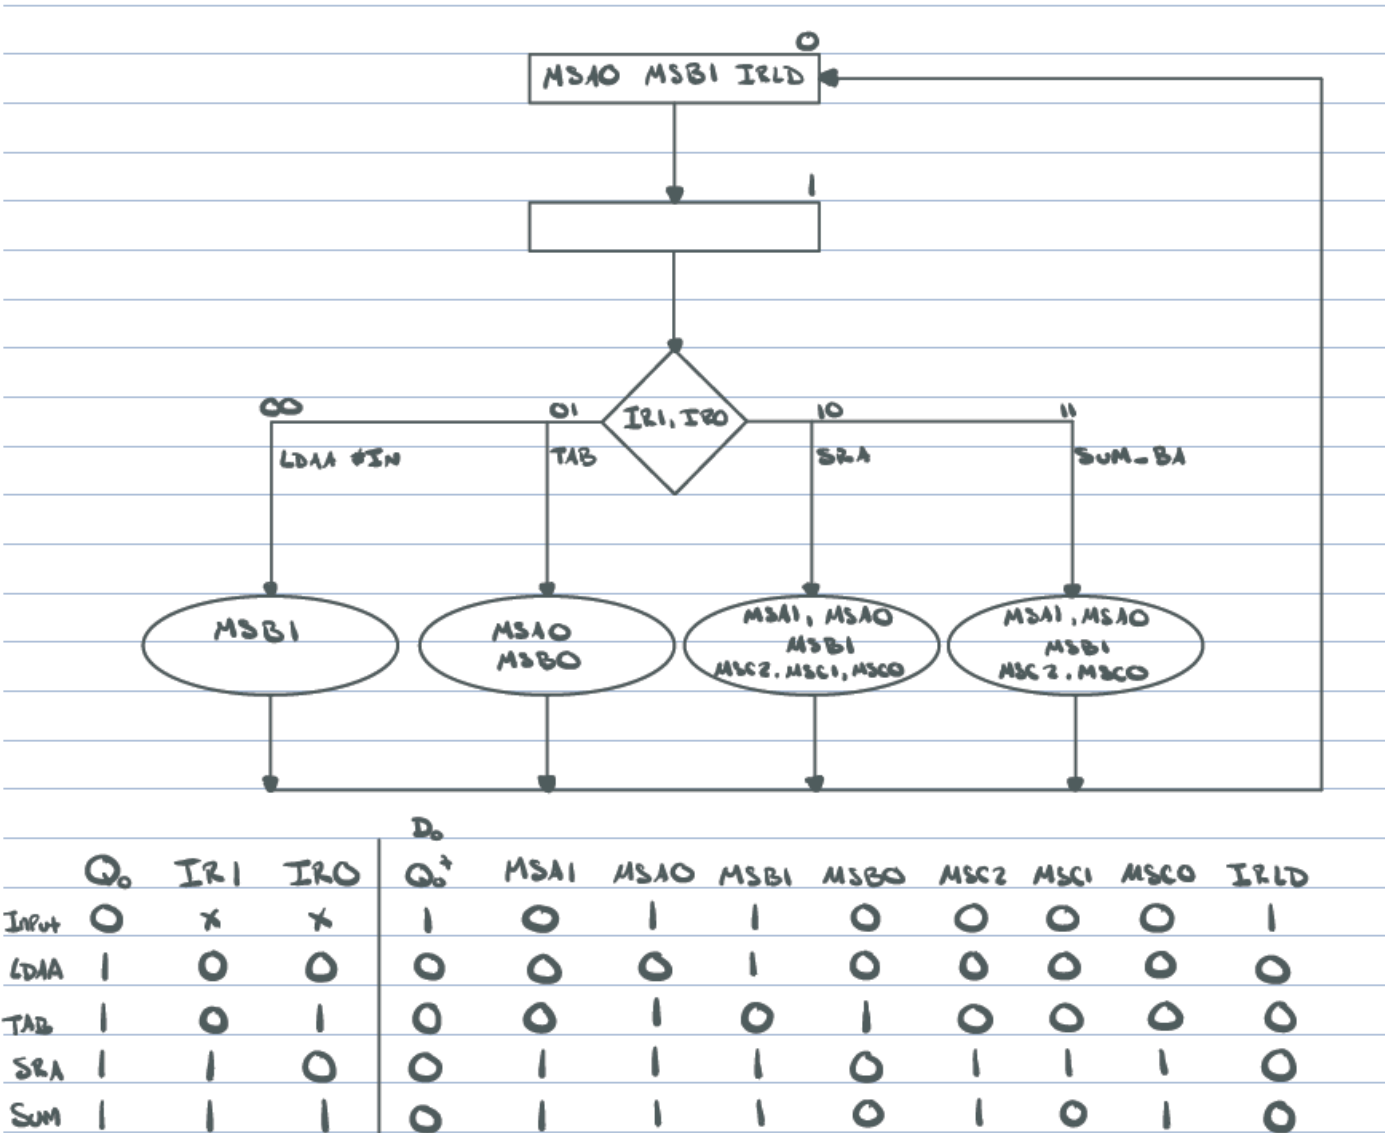 0
MSA0 MSB1 IRLD
1
IR1, IR0
00 01 10 11
LDAA #IN TAB SRA SUM_BA
MSB1
MSA0
MSB0
MSA1, MSA0
MSB1
MSC2, MSC1, MSC0
MSA1, MSA0
MSB1
MSC2, MSC0
D₀
Q₀ IR1 IR0 Q₀⁺ MSA1 MSA0 MSB1 MSB0 MSC2 MSC1 MSC0 IRLD
Input 0 x x 1 0 1 1 0 0 0 0 1
LDAA 1 0 0 0 0 0 1 0 0 0 0 0
TAB 1 0 1 0 0 1 0 1 0 0 0 0
SRA 1 1 0 0 1 1 1 0 1 1 1 0
SUM 1 1 1 0 1 1 1 0 1 0 1 0